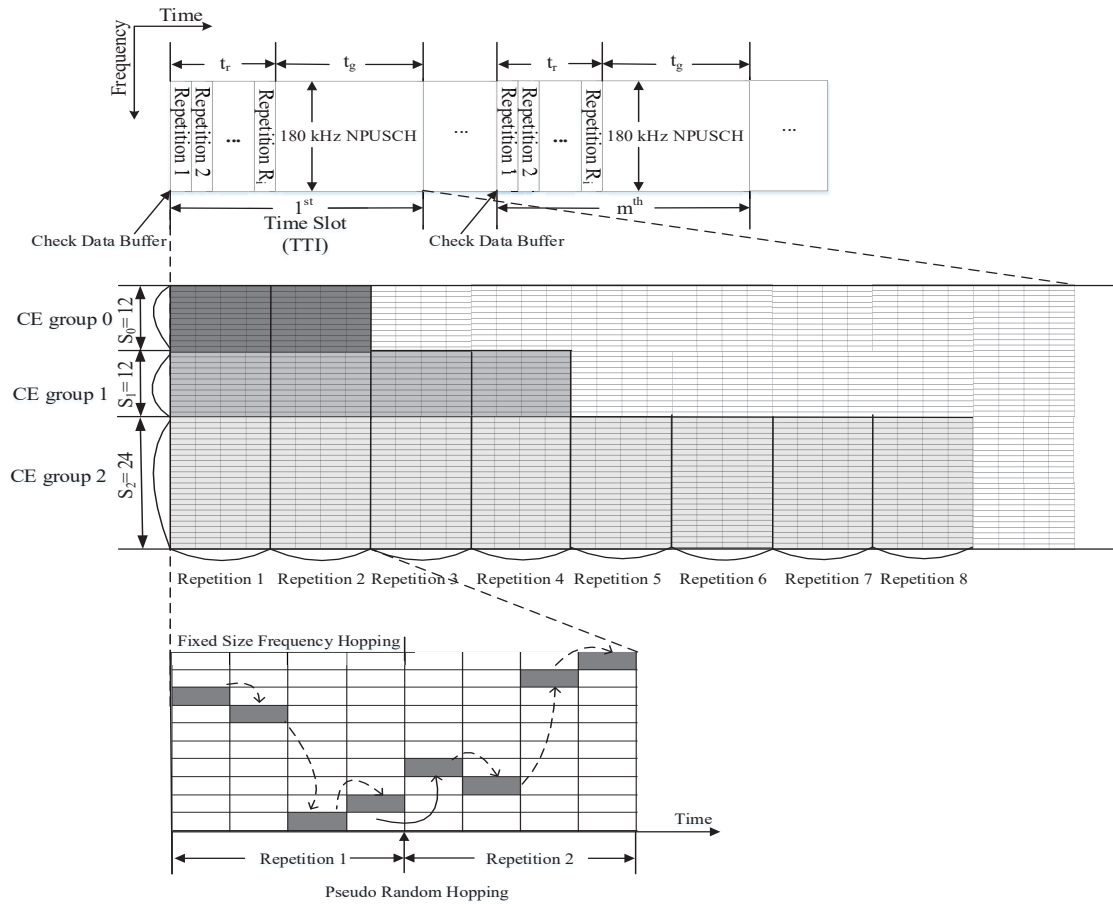 Time
Frequency
t_r
t_g
t_r
t_g
Repetition 1
Repetition 2
...
Repetition R_i
180 kHz NPUSCH
...
Repetition 1
Repetition 2
...
Repetition R_i
180 kHz NPUSCH
...
1^st
Time Slot
(TTI)
m^th
Check Data Buffer
Check Data Buffer
CE group 0
S_0=12
CE group 1
S_1=12
CE group 2
S_2=24
Repetition 1
Repetition 2
Repetition 3
Repetition 4
Repetition 5
Repetition 6
Repetition 7
Repetition 8
Fixed Size Frequency Hopping
Time
Repetition 1
Repetition 2
Pseudo Random Hopping